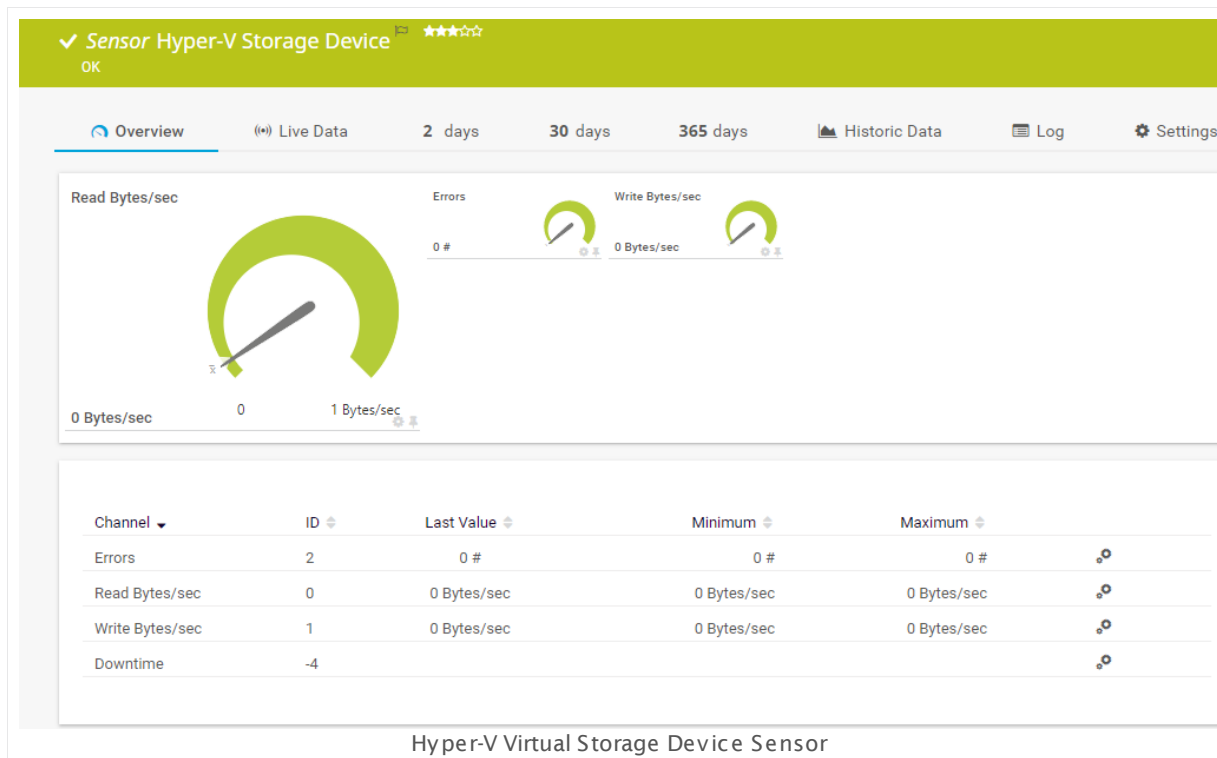 Sensor Hyper-V Storage Device
OK
Overview Live Data 2 days 30 days 365 days Historic Data Log Settings
Read Bytes/sec
0 Bytes/sec
0 1 Bytes/sec
x
Errors
0 #
Write Bytes/sec
0 Bytes/sec
Channel ID Last Value Minimum Maximum
Errors 2 0 # 0 # 0 #
Read Bytes/sec 0 0 Bytes/sec 0 Bytes/sec 0 Bytes/sec
Write Bytes/sec 1 0 Bytes/sec 0 Bytes/sec 0 Bytes/sec
Downtime -4
Hyper-V Virtual Storage Device Sensor